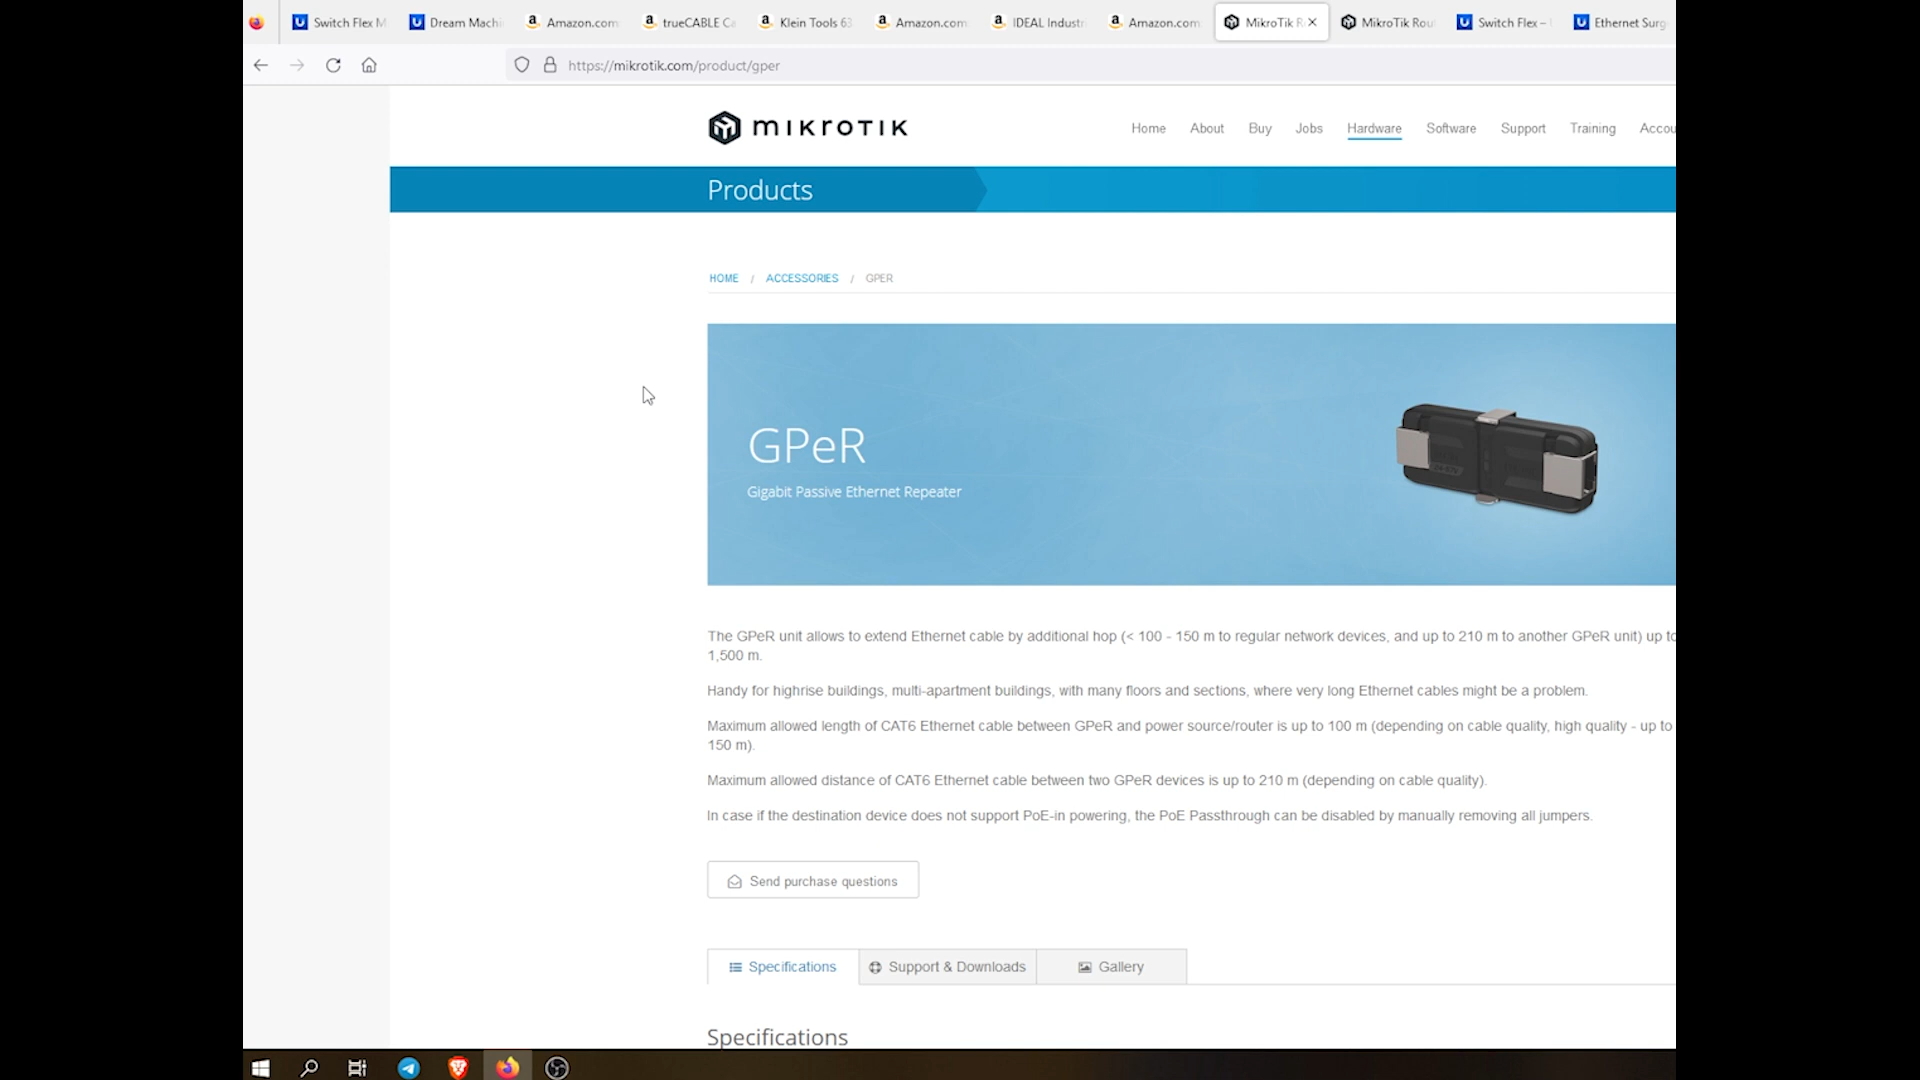 Switch Flex M
Dream Machi
Amazon.com
trueCABLE Ca
Klein Tools 63
Amazon.com
IDEAL Industri
Amazon.com
MikroTik R
MikroTik Rou
Switch Flex –
Ethernet Surg
https://mikrotik.com/product/gper
MIKROTIK
Home About Buy Jobs Hardware Software Support Training Accou
Products
HOME / ACCESSORIES / GPER
GPeR
Gigabit Passive Ethernet Repeater
The GPeR unit allows to extend Ethernet cable by additional hop (< 100 - 150 m to regular network devices, and up to 210 m to another GPeR unit) up to
1,500 m.
Handy for highrise buildings, multi-apartment buildings, with many floors and sections, where very long Ethernet cables might be a problem.
Maximum allowed length of CAT6 Ethernet cable between GPeR and power source/router is up to 100 m (depending on cable quality, high quality - up to
150 m).
Maximum allowed distance of CAT6 Ethernet cable between two GPeR devices is up to 210 m (depending on cable quality).
In case if the destination device does not support PoE-in powering, the PoE Passthrough can be disabled by manually removing all jumpers.
Send purchase questions
Specifications Support & Downloads Gallery
Specifications